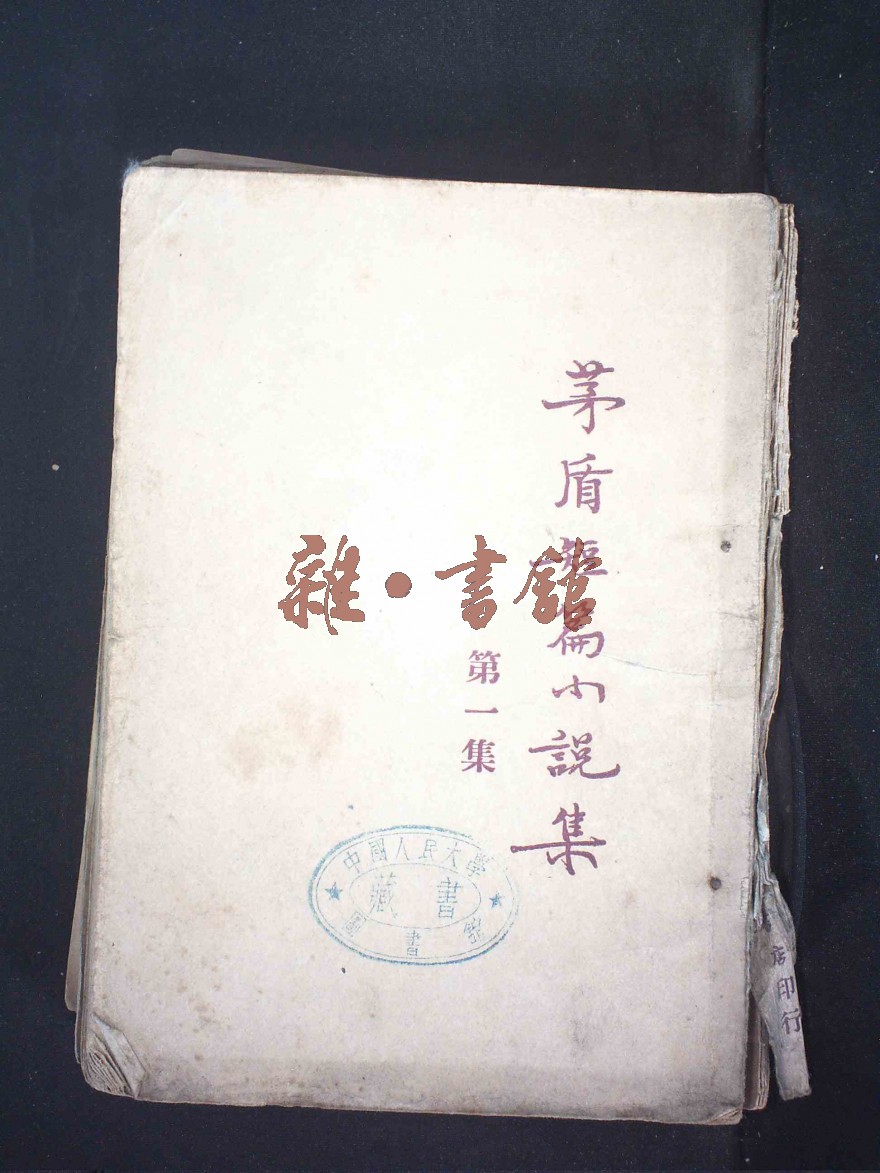 茅盾短篇小説集
第一集
雜•書館
中國人民大學
圖書館
藏書
店印行